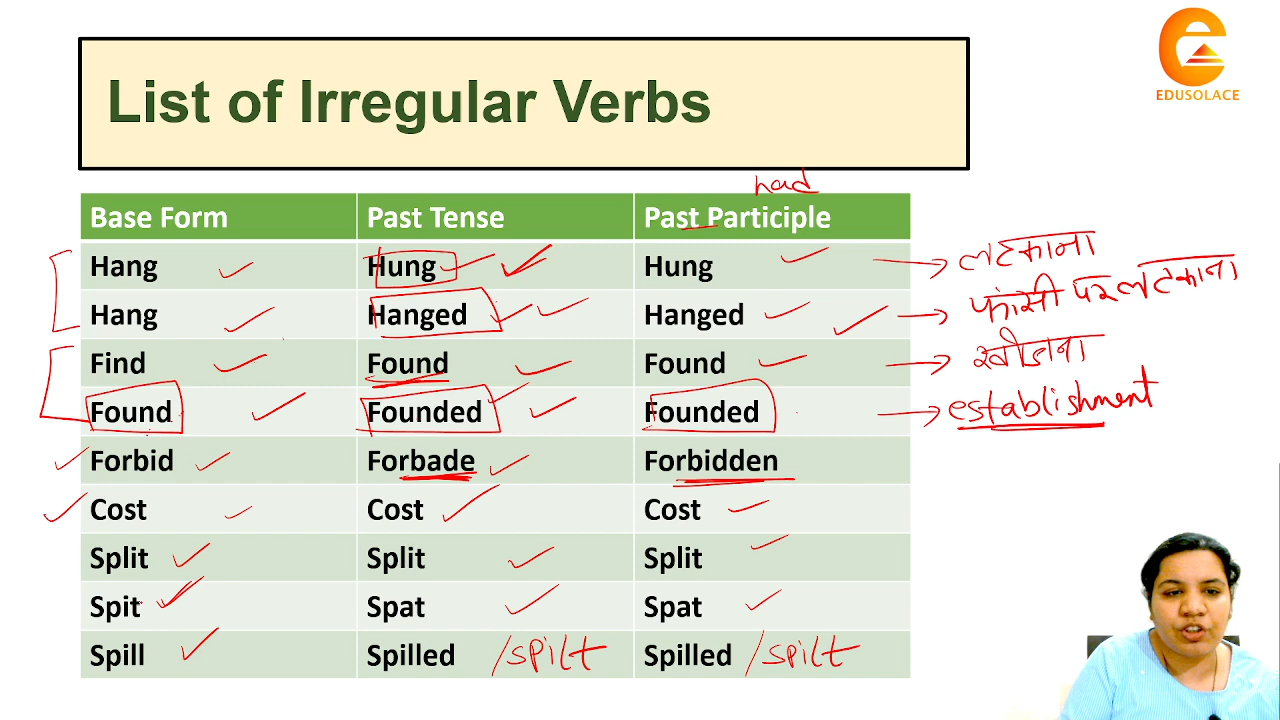 EDUSOLACE
List of Irregular Verbs
had
Base Form Past Tense Past Participle
Hang Hung Hung लटकाना
Hang Hanged Hanged फांसी पर लटकाना
Find Found Found खोजना
Found Founded Founded establishment
Forbid Forbade Forbidden
Cost Cost Cost
Split Split Split
Spit Spat Spat
Spill Spilled /spilt Spilled /spilt